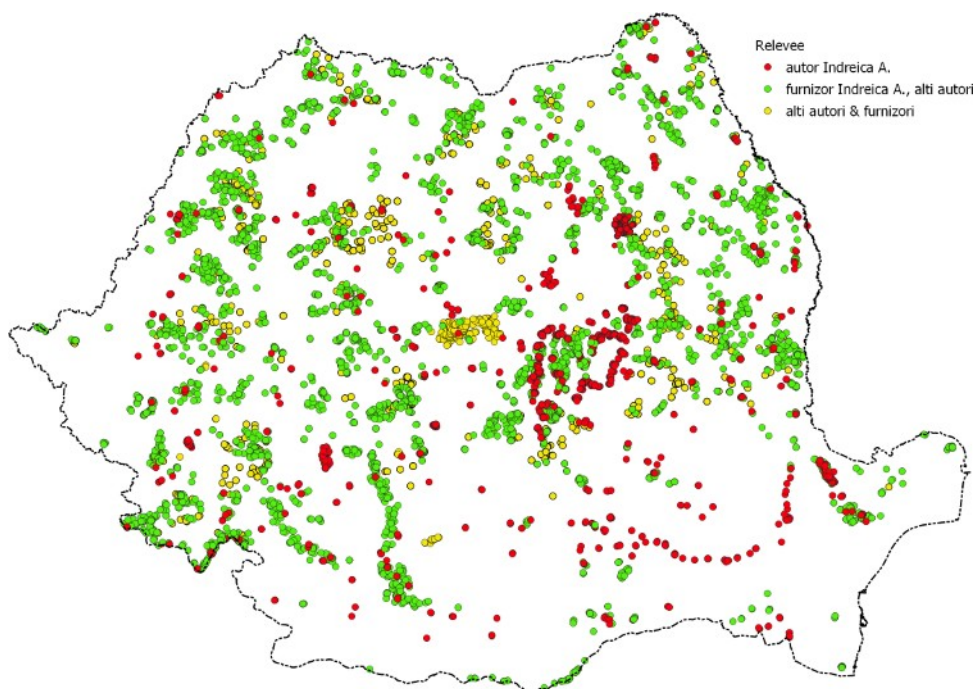 Relevee
autor Indreica A.
furnizor Indreica A., alti autori
alti autori & furnizori